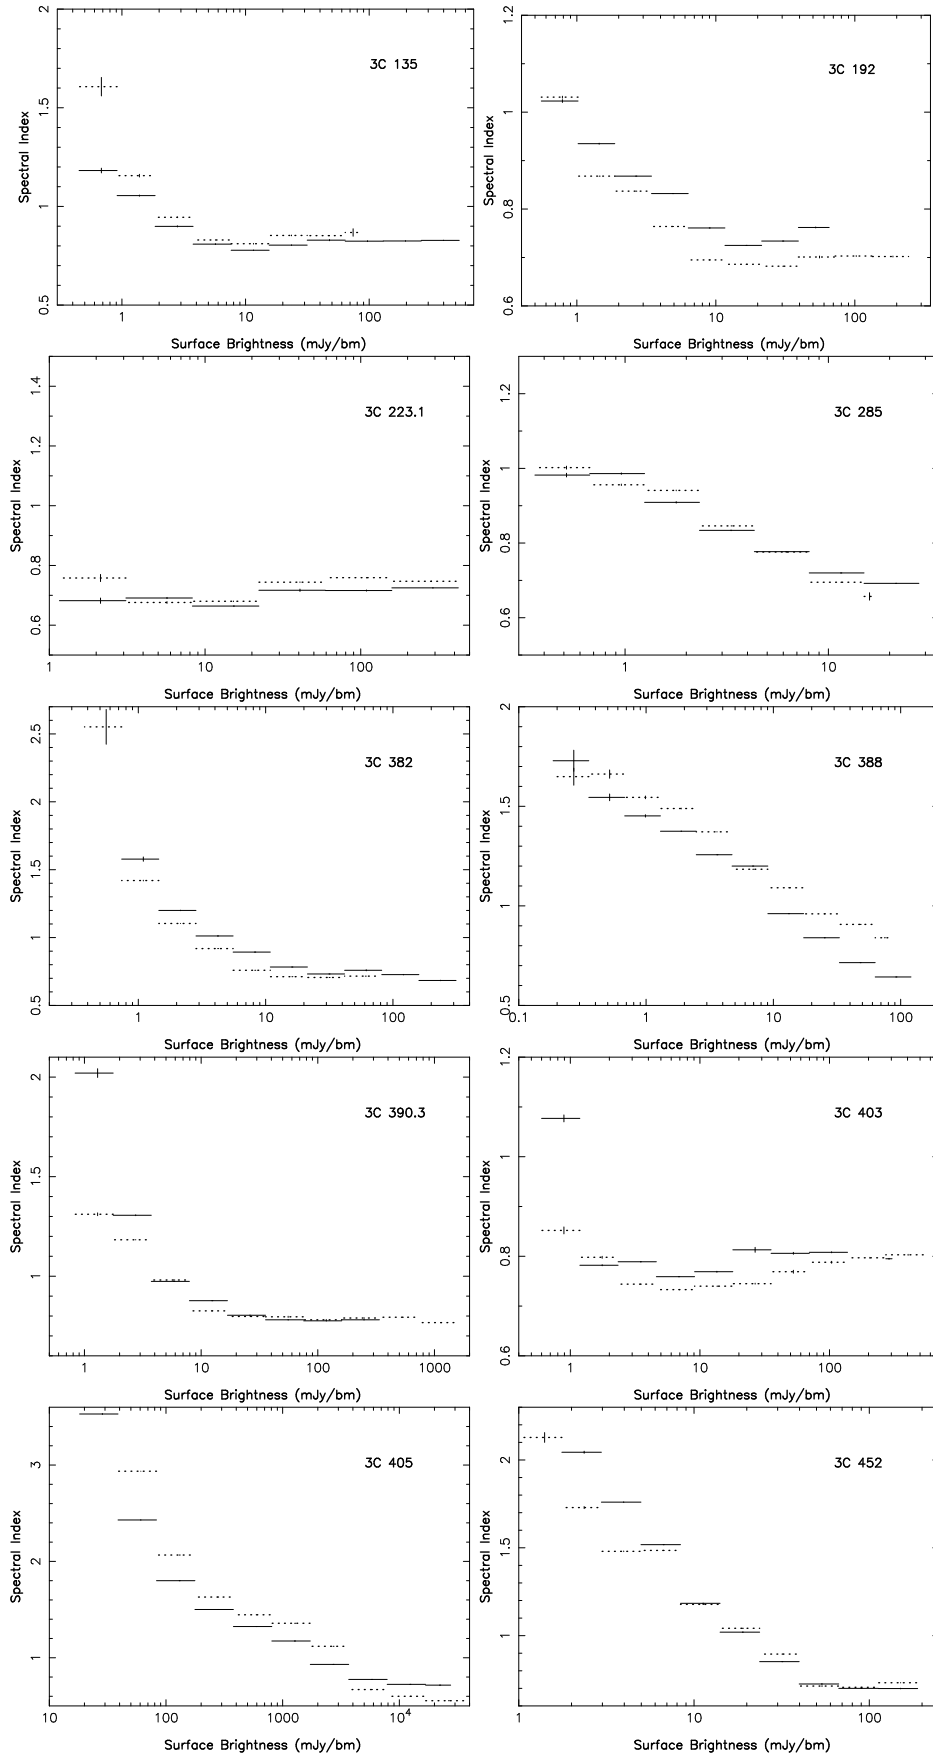 3C 135
Spectral Index
0.5 1 1.5 2
1 10 100
Surface Brightness (mJy/bm)
3C 192
Spectral Index
0.6 0.8 1 1.2
1 10 100
Surface Brightness (mJy/bm)
3C 223.1
Spectral Index
0.6 0.8 1 1.2 1.4
1 10 100
Surface Brightness (mJy/bm)
3C 285
Spectral Index
0.6 0.8 1 1.2
1 10
Surface Brightness (mJy/bm)
3C 382
Spectral Index
0.5 1 1.5 2 2.5
1 10 100
Surface Brightness (mJy/bm)
3C 388
Spectral Index
0.5 1 1.5 2
0.1 1 10 100
Surface Brightness (mJy/bm)
3C 390.3
Spectral Index
1 1.5 2
1 10 100 1000
Surface Brightness (mJy/bm)
3C 403
Spectral Index
0.6 0.8 1 1.2
1 10 100
Surface Brightness (mJy/bm)
3C 405
Spectral Index
1 2 3
10 100 1000 10⁴
Surface Brightness (mJy/bm)
3C 452
Spectral Index
1 1.5 2
1 10 100
Surface Brightness (mJy/bm)